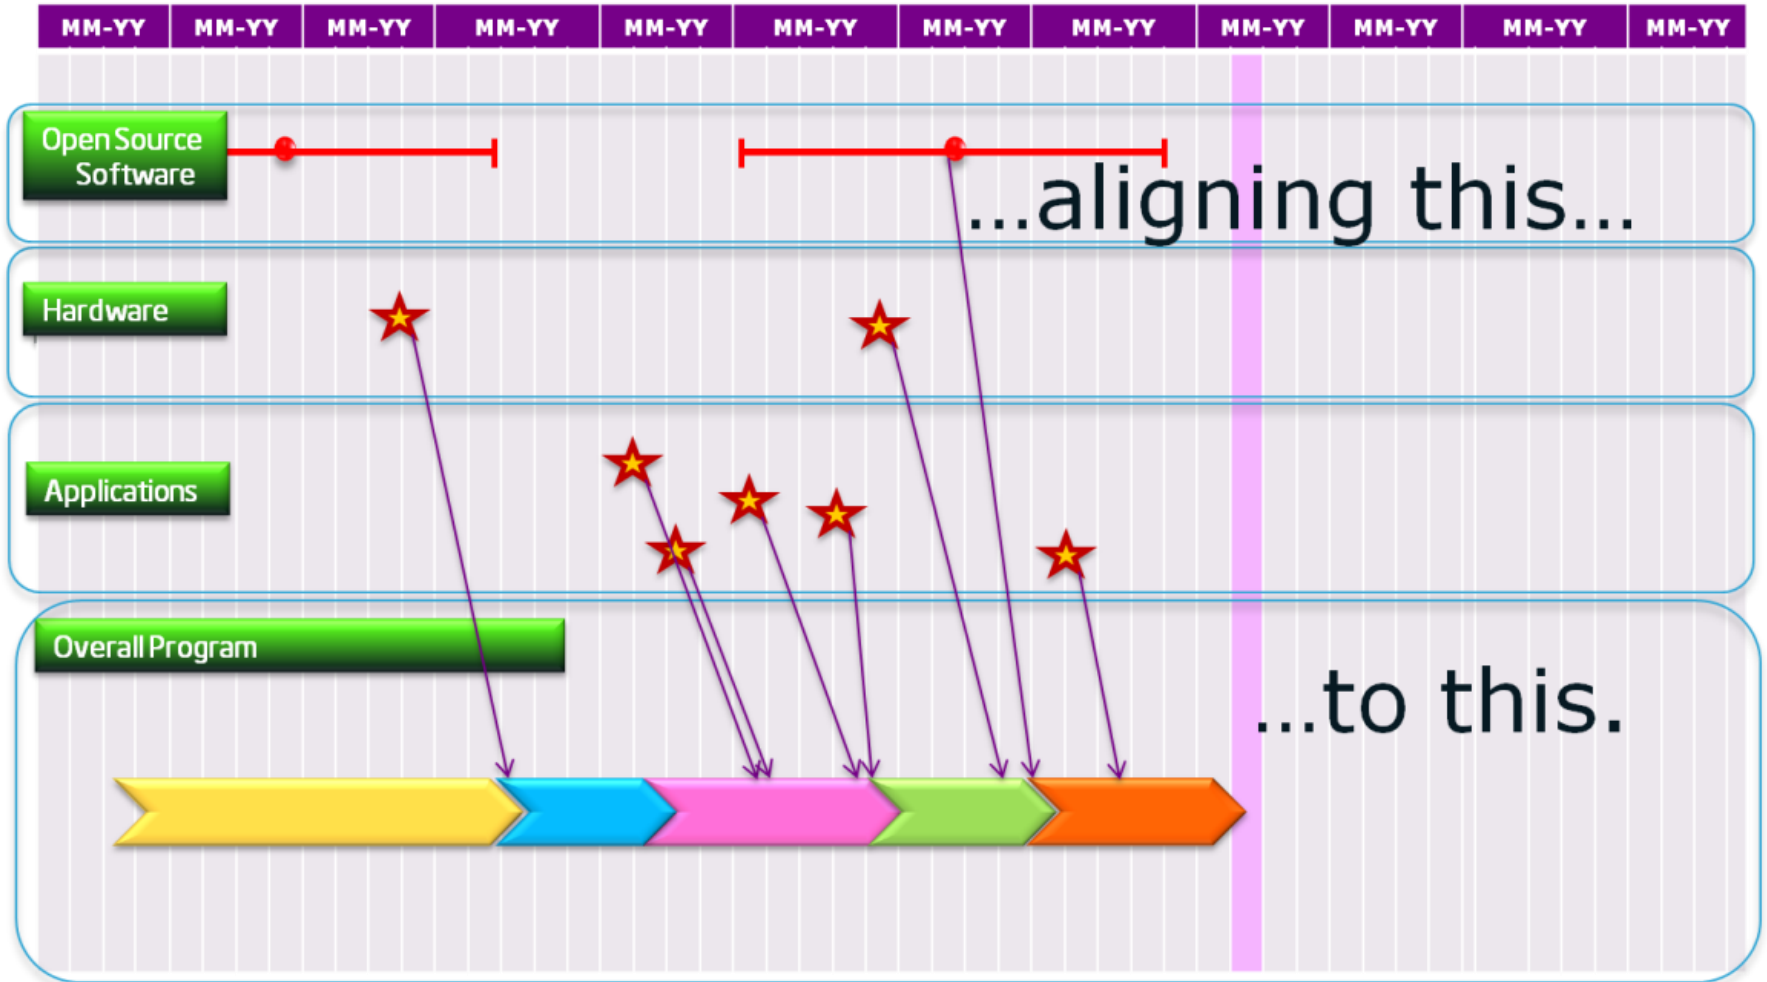 MM-YY MM-YY MM-YY MM-YY MM-YY MM-YY MM-YY MM-YY MM-YY MM-YY MM-YY MM-YY
Open Source
Software
...aligning this...
Hardware
Applications
Overall Program
...to this.